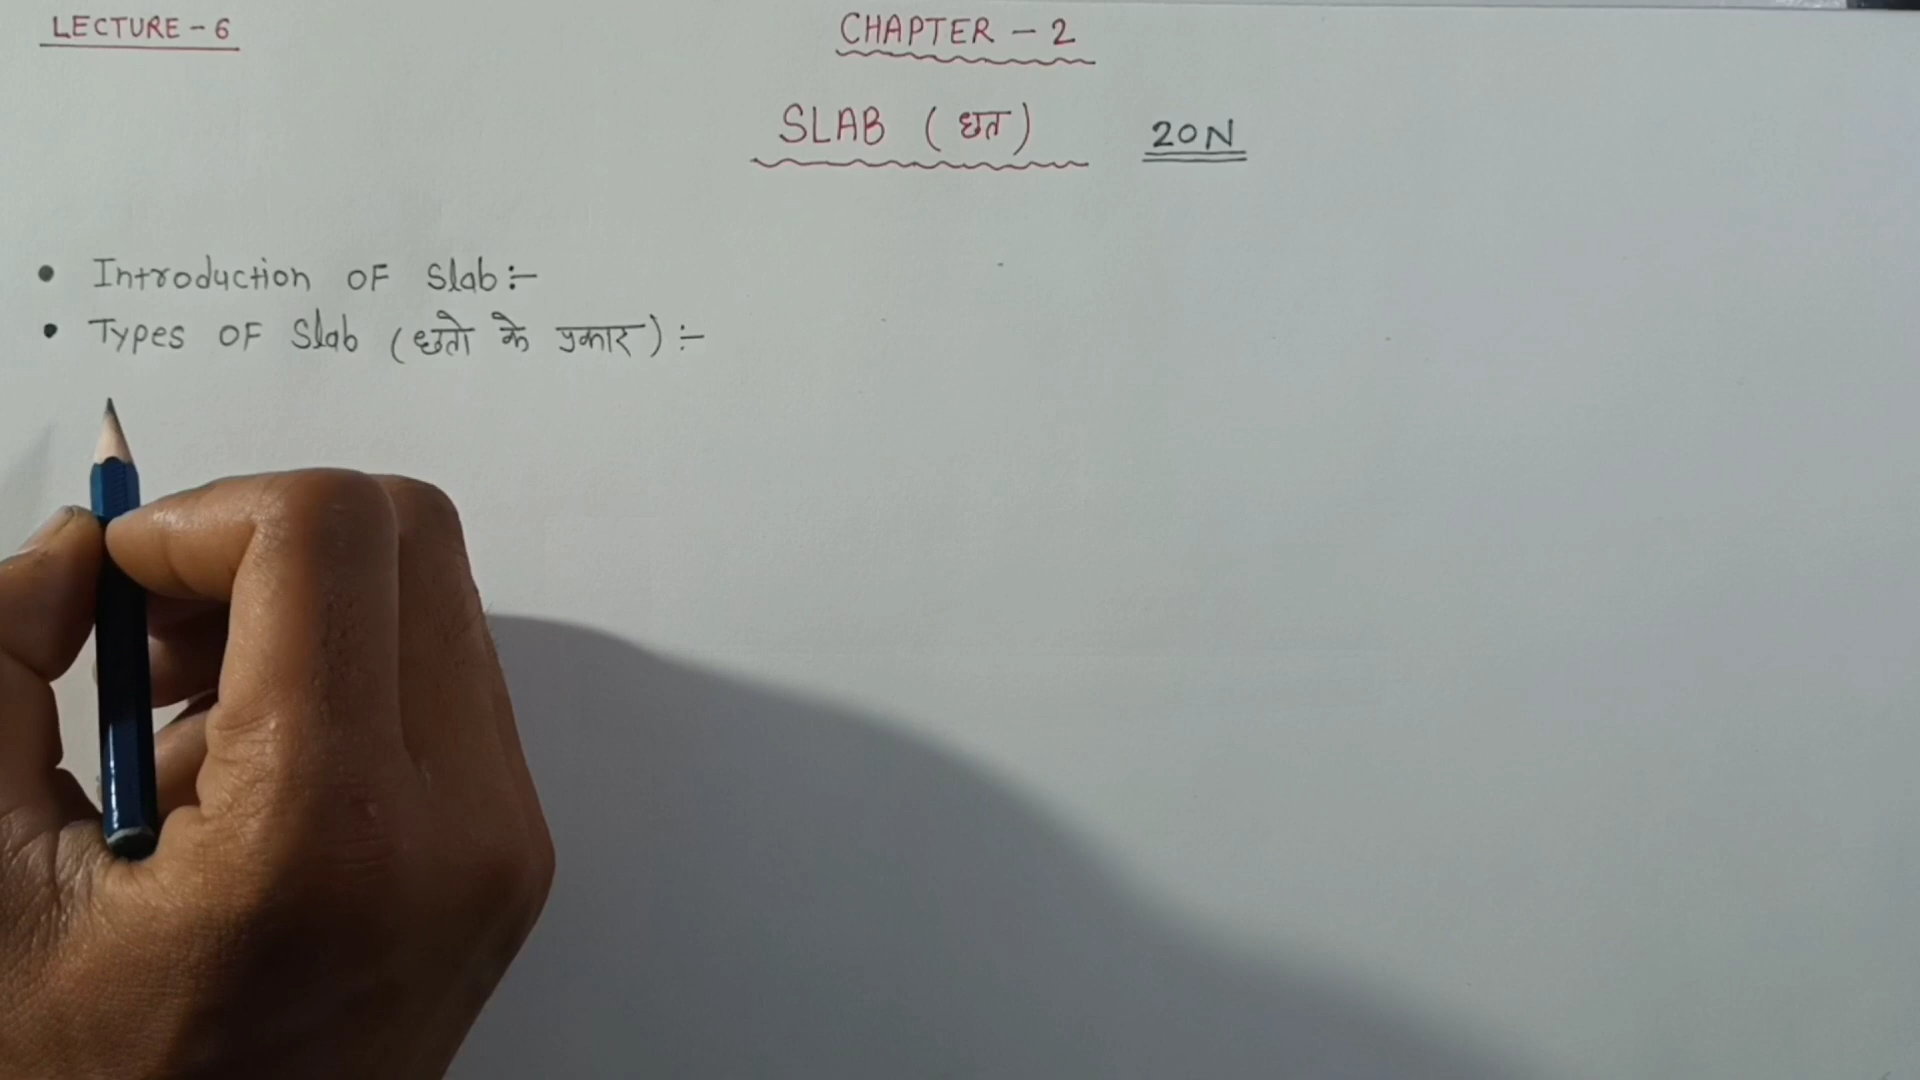 LECTURE - 6
CHAPTER - 2
SLAB (छत) 20N
• Introduction OF Slab:-
• Types OF Slab (छतो के प्रकार) :-